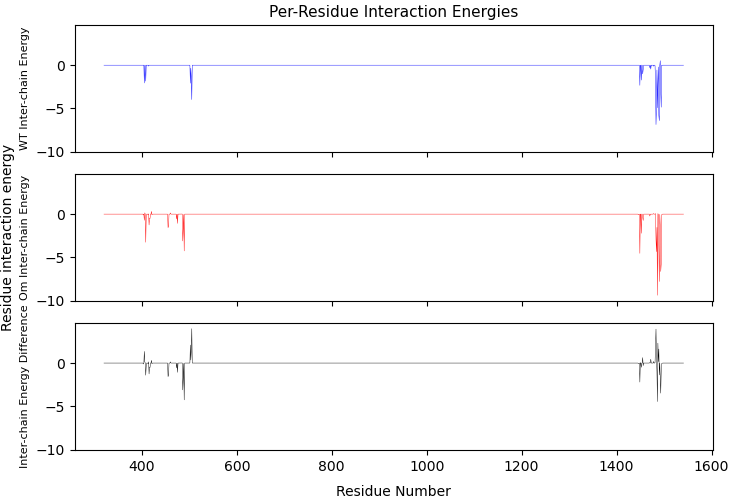 Per-Residue Interaction Energies
WT Inter-chain Energy
0
−5
−10
Residue interaction energy
Om Inter-chain Energy
0
−5
−10
Inter-chain Energy Difference
0
−5
−10
400 600 800 1000 1200 1400 1600
Residue Number